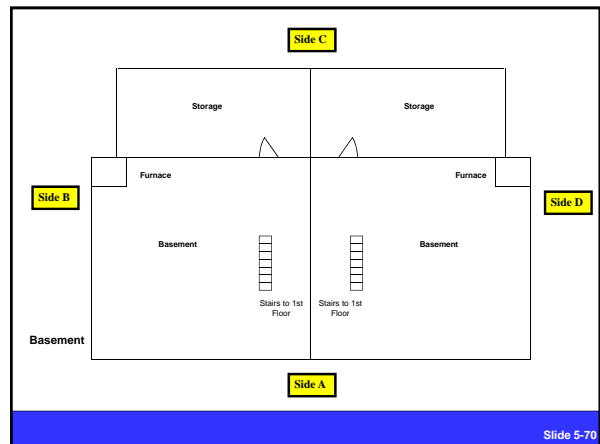 Side C
Storage
Storage
Furnace
Furnace
Side B
Side D
Basement
Basement
Stairs to 1st
Floor
Stairs to 1st
Floor
Basement
Side A
Slide 5-70